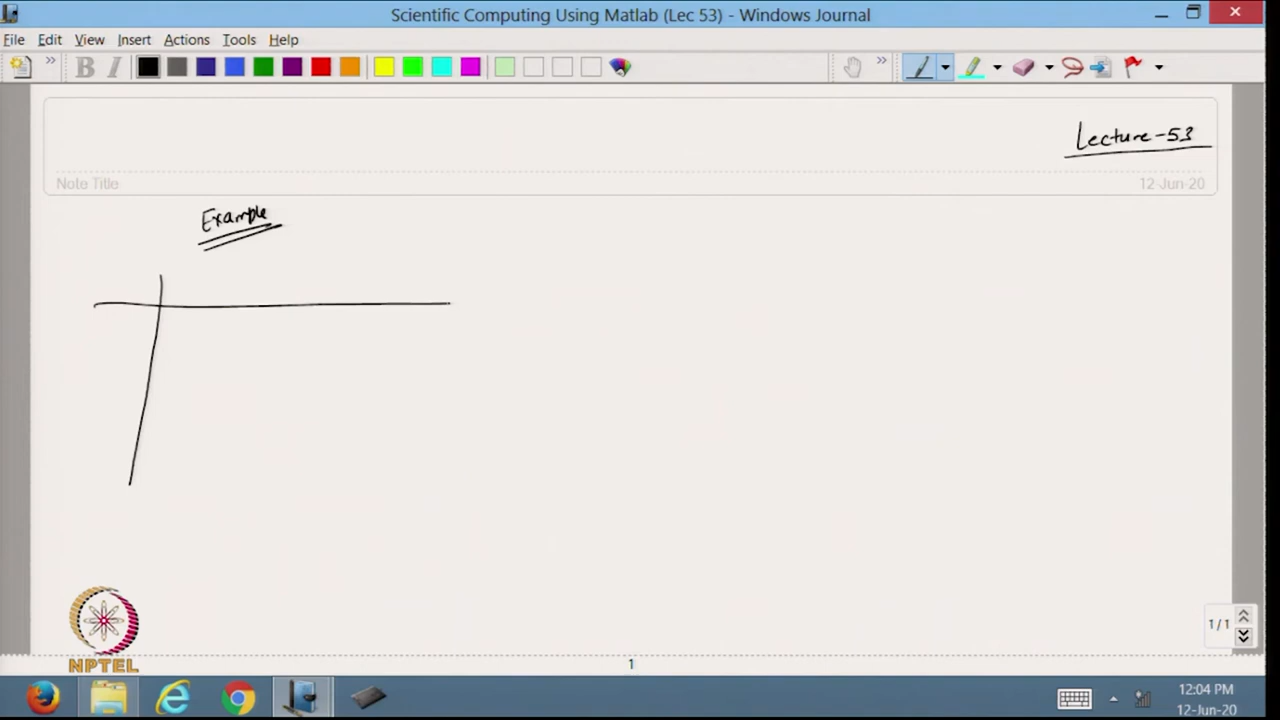 Scientific Computing Using Matlab (Lec 53) - Windows Journal
File Edit View Insert Actions Tools Help
B I
Lecture-53
Note Title
12-Jun-20
Example
1 / 1
NPTEL
1
12:04 PM
12-Jun-20